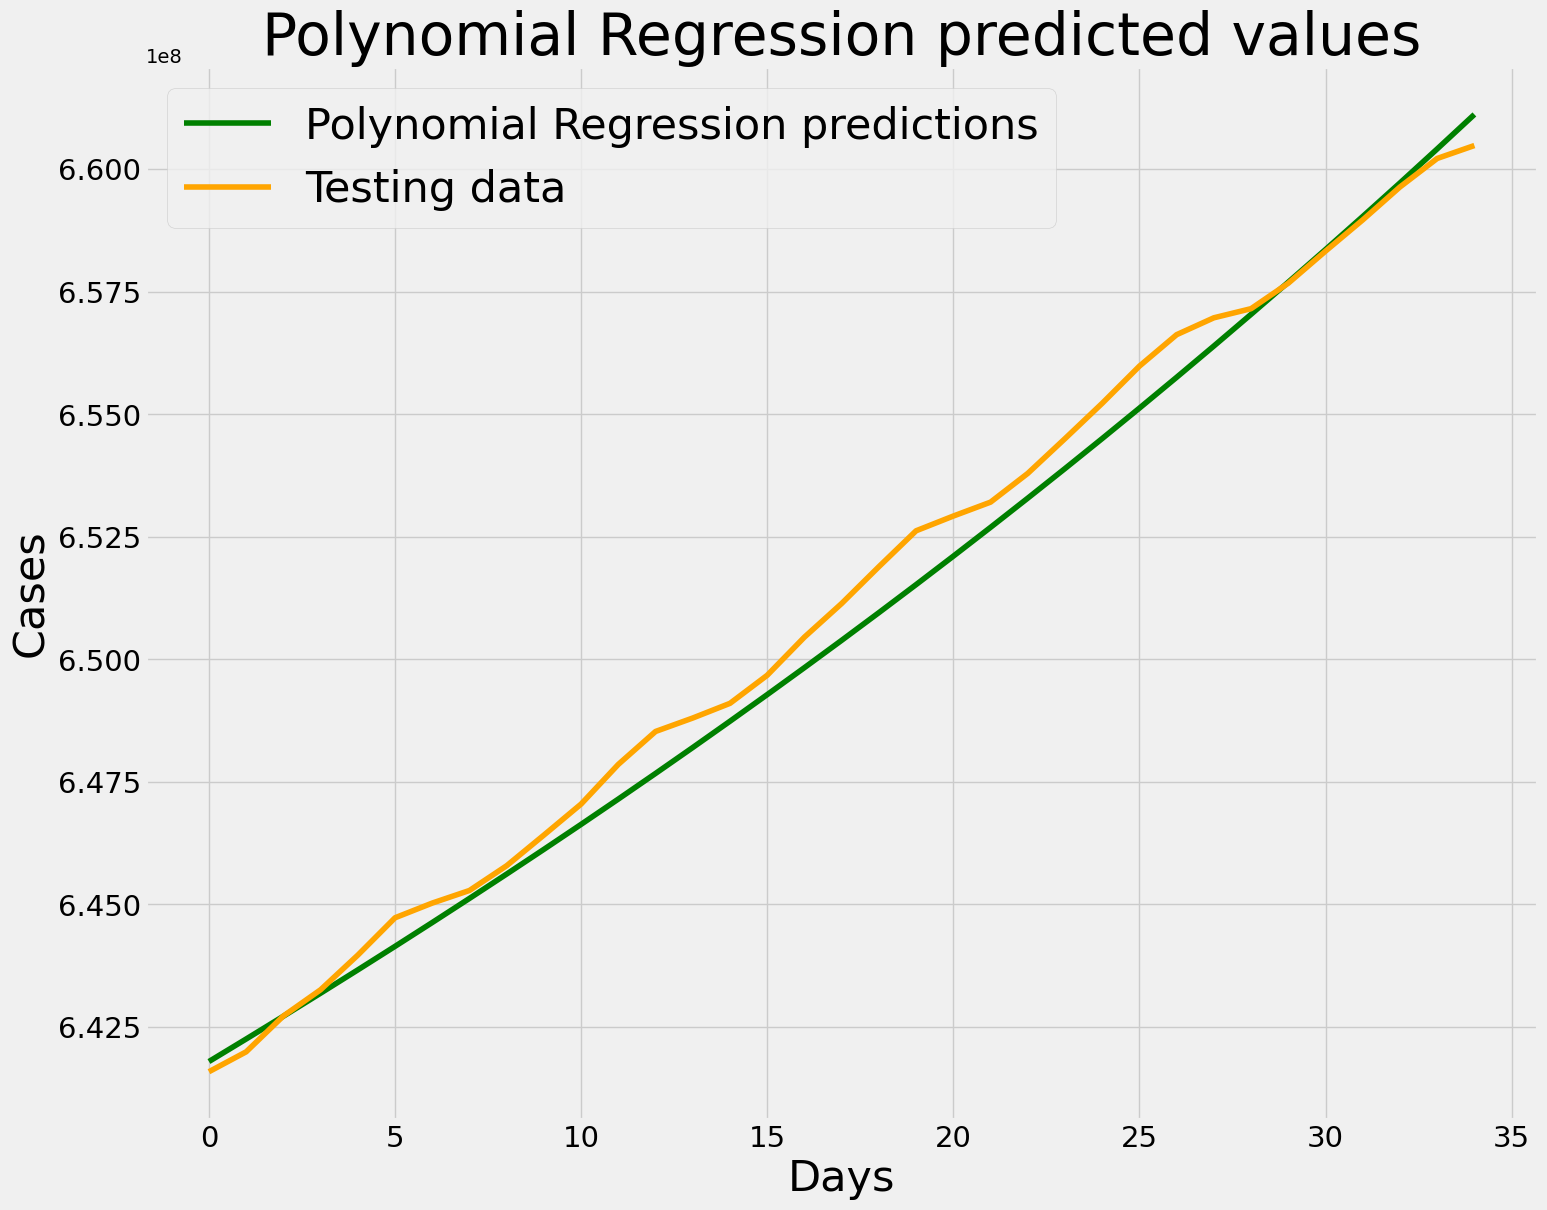 Polynomial Regression predicted values
1e8
Polynomial Regression predictions
Testing data
6.600
6.575
6.550
6.525
6.500
6.475
6.450
6.425
Cases
0 5 10 15 20 25 30 35
Days